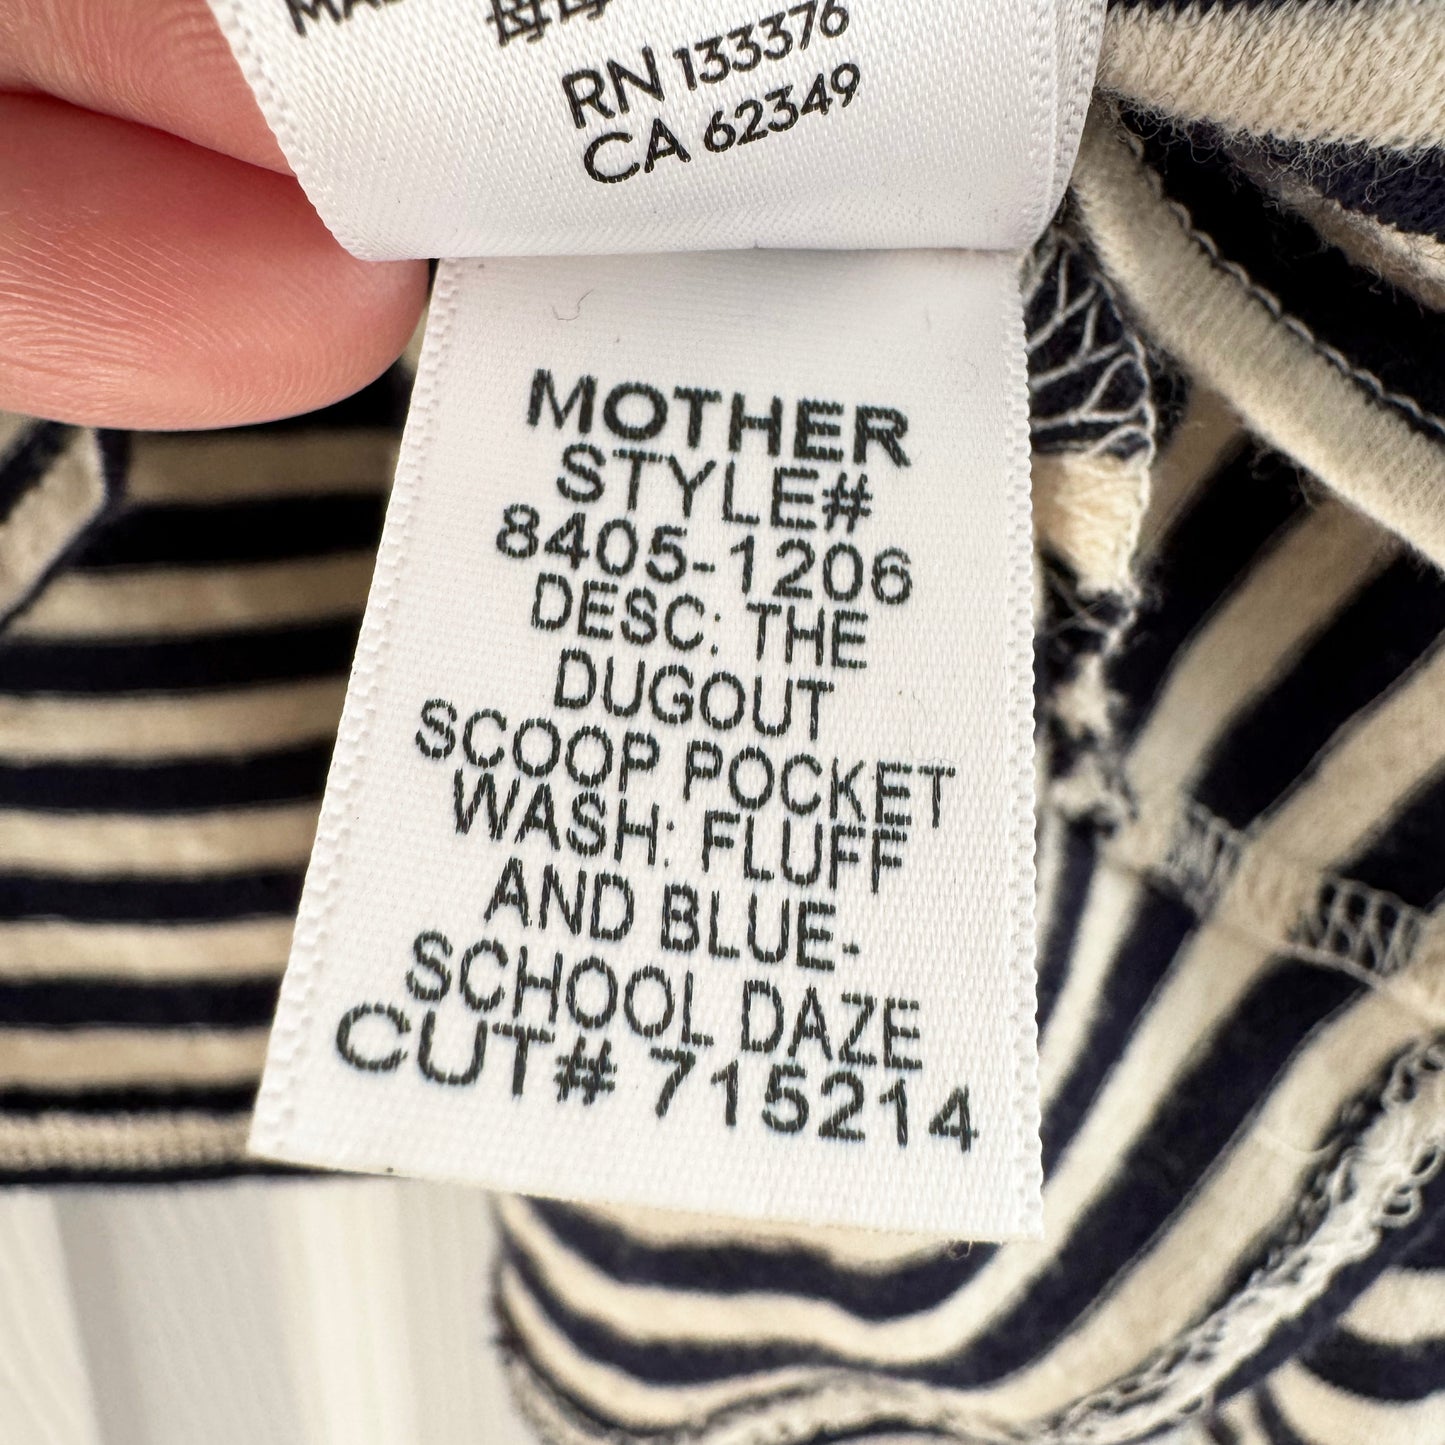 RN 133376
CA 62349
MOTHER
STYLE#
8405-1206
DESC: THE
DUGOUT
SCOOP POCKET
WASH: FLUFF
AND BLUE-
SCHOOL DAZE
CUT# 715214